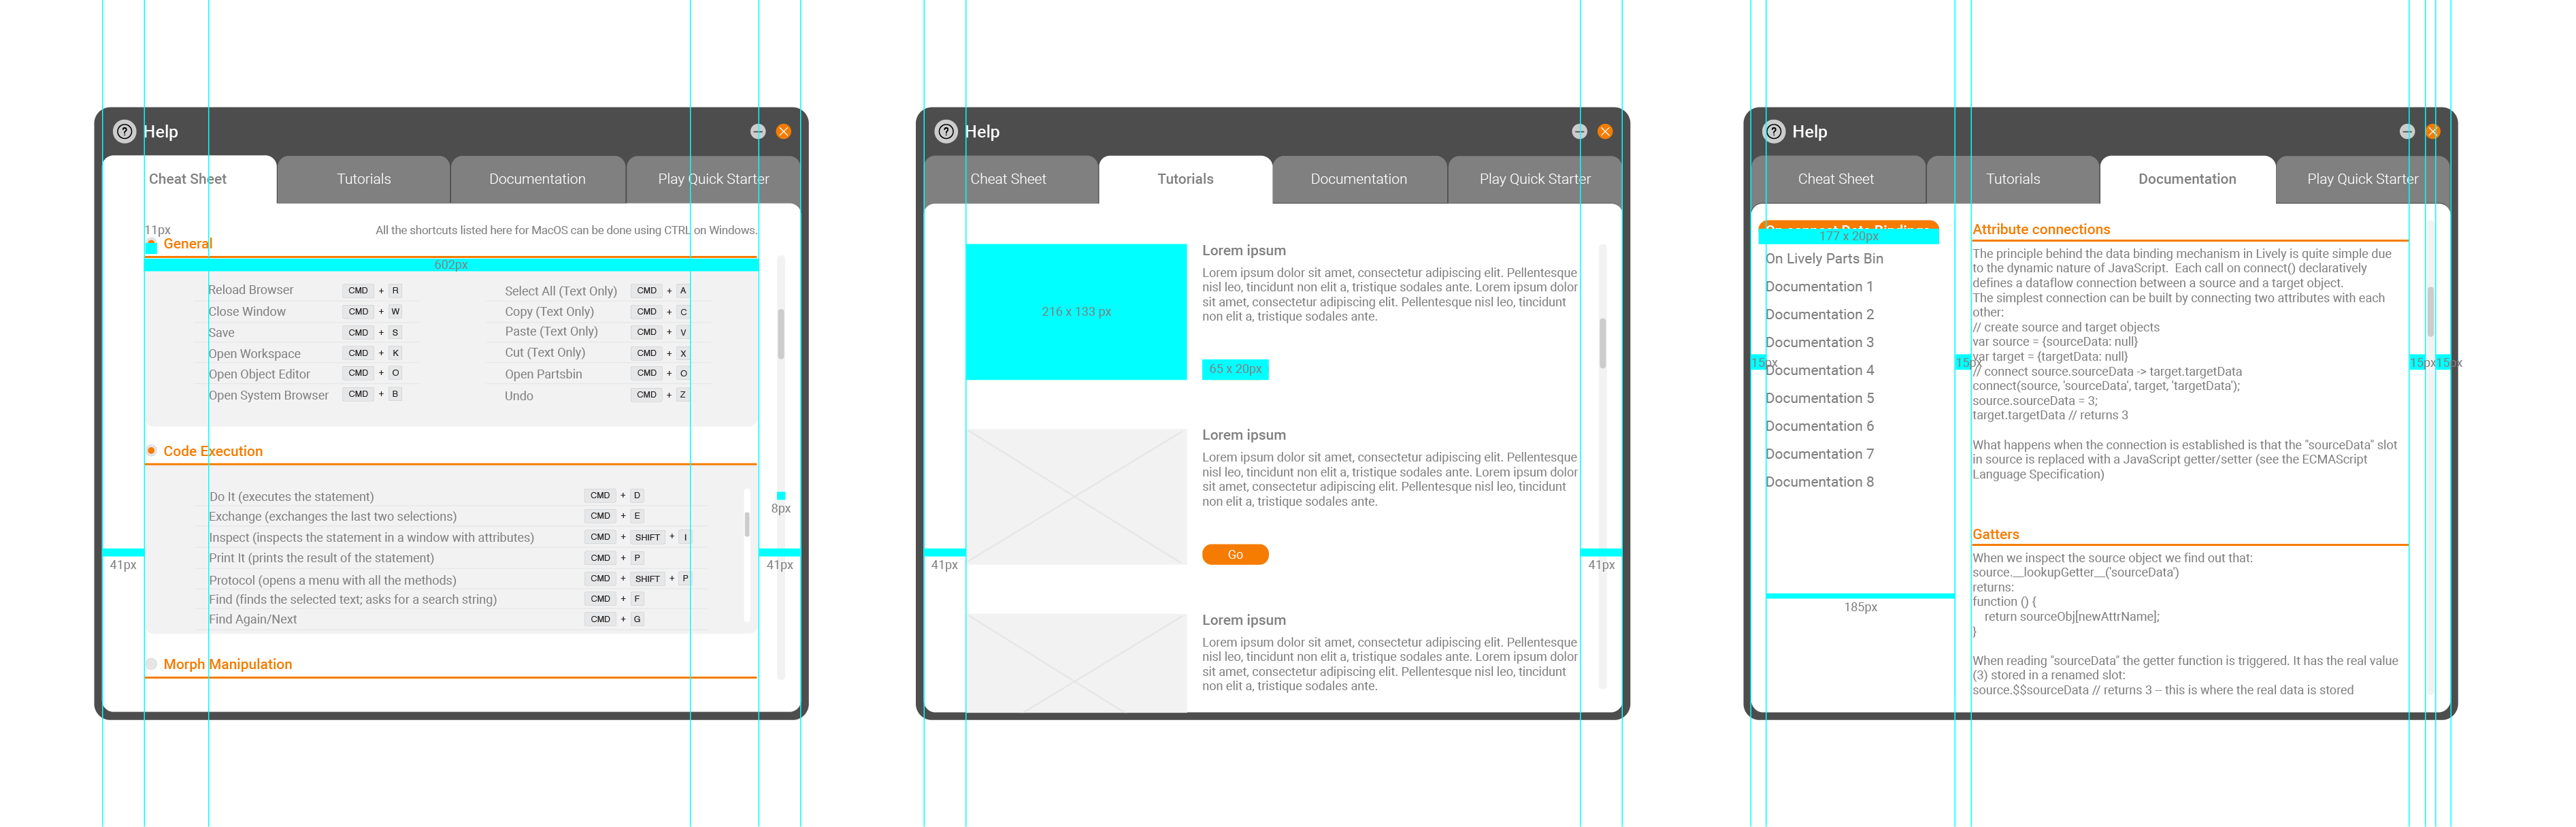 Help
Cheat Sheet
Tutorials
Documentation
Play Quick Starter
11px
All the shortcuts listed here for MacOS can be done using CTRL on Windows.
General
602px
Reload Browser CMD + R
Close Window CMD + W
Save CMD + S
Open Workspace CMD + K
Open Object Editor CMD + O
Open System Browser CMD + B
Select All (Text Only) CMD + A
Copy (Text Only) CMD + C
Paste (Text Only) CMD + V
Cut (Text Only) CMD + X
Open Partsbin CMD + O
Undo CMD + Z
Code Execution
Do It (executes the statement) CMD + D
Exchange (exchanges the last two selections) CMD + E
Inspect (inspects the statement in a window with attributes) CMD + SHIFT + I
Print It (prints the result of the statement) CMD + P
Protocol (opens a menu with all the methods) CMD + SHIFT + P
Find (finds the selected text; asks for a search string) CMD + F
Find Again/Next CMD + G
8px
41px
41px
Morph Manipulation
Help
Cheat Sheet
Tutorials
Documentation
Play Quick Starter
216 x 133 px
Lorem ipsum
Lorem ipsum dolor sit amet, consectetur adipiscing elit. Pellentesque
nisl leo, tincidunt non elit a, tristique sodales ante. Lorem ipsum dolor
sit amet, consectetur adipiscing elit. Pellentesque nisl leo, tincidunt
non elit a, tristique sodales ante.
65 x 20px
Lorem ipsum
Lorem ipsum dolor sit amet, consectetur adipiscing elit. Pellentesque
nisl leo, tincidunt non elit a, tristique sodales ante. Lorem ipsum dolor
sit amet, consectetur adipiscing elit. Pellentesque nisl leo, tincidunt
non elit a, tristique sodales ante.
Go
41px
41px
Lorem ipsum
Lorem ipsum dolor sit amet, consectetur adipiscing elit. Pellentesque
nisl leo, tincidunt non elit a, tristique sodales ante. Lorem ipsum dolor
sit amet, consectetur adipiscing elit. Pellentesque nisl leo, tincidunt
non elit a, tristique sodales ante.
Help
Cheat Sheet
Tutorials
Documentation
Play Quick Starter
On connect Data Bindings
177 x 20px
On Lively Parts Bin
Documentation 1
Documentation 2
Documentation 3
Documentation 4
Documentation 5
Documentation 6
Documentation 7
Documentation 8
15px
15px
15px
15px
185px
Attribute connections
The principle behind the data binding mechanism in Lively is quite simple due
to the dynamic nature of JavaScript. Each call on connect() declaratively
defines a dataflow connection between a source and a target object.
The simplest connection can be built by connecting two attributes with each
other:
// create source and target objects
var source = {sourceData: null}
var target = {targetData: null}
// connect source.sourceData -> target.targetData
connect(source, 'sourceData', target, 'targetData');
source.sourceData = 3;
target.targetData // returns 3
What happens when the connection is established is that the "sourceData" slot
in source is replaced with a JavaScript getter/setter (see the ECMAScript
Language Specification)
Gatters
When we inspect the source object we find out that:
source.__lookupGetter__('sourceData')
returns:
function () {
return sourceObj[newAttrName];
}
When reading "sourceData" the getter function is triggered. It has the real value
(3) stored in a renamed slot:
source.$$sourceData // returns 3 -- this is where the real data is stored